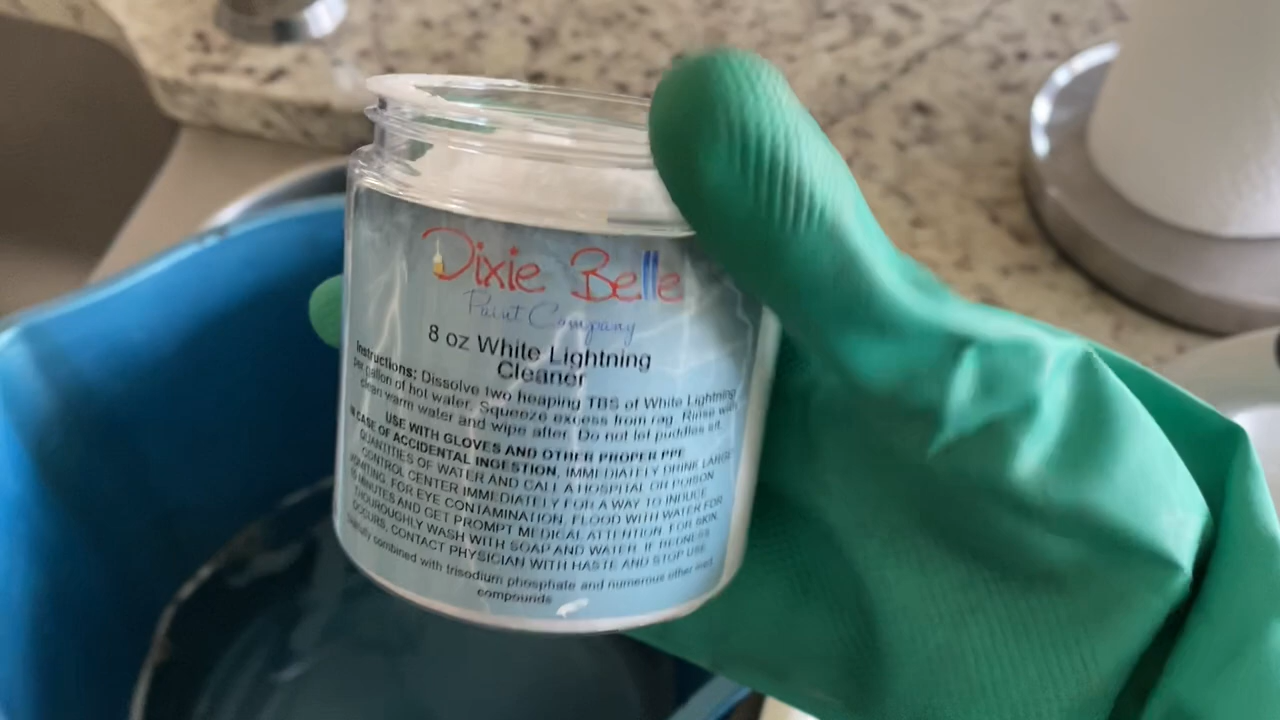 Dixie Belle
Paint Company
8 oz White Lightning
Cleaner
Instructions: Dissolve two heaping TBS of White Lightning
per gallon of hot water. Squeeze excess from rag. Rinse with
clean warm water and wipe after. Do not let puddles sit.
USE WITH GLOVES AND OTHER PROPER PPE
IN CASE OF ACCIDENTAL INGESTION, IMMEDIATELY DRINK LARGE
QUANTITIES OF WATER AND CALL A HOSPITAL OR POISON
CONTROL CENTER IMMEDIATELY FOR A WAY TO INDUCE
VOMITING. FOR EYE CONTAMINATION, FLOOD WITH WATER FOR
MINUTES AND GET PROMPT MEDICAL ATTENTION. FOR SKIN,
THOUROUGHLY WASH WITH SOAP AND WATER. IF REDNESS
OCCURS, CONTACT PHYSICIAN WITH HASTE AND STOP USE.
combined with trisodium phosphate and numerous other
compounds